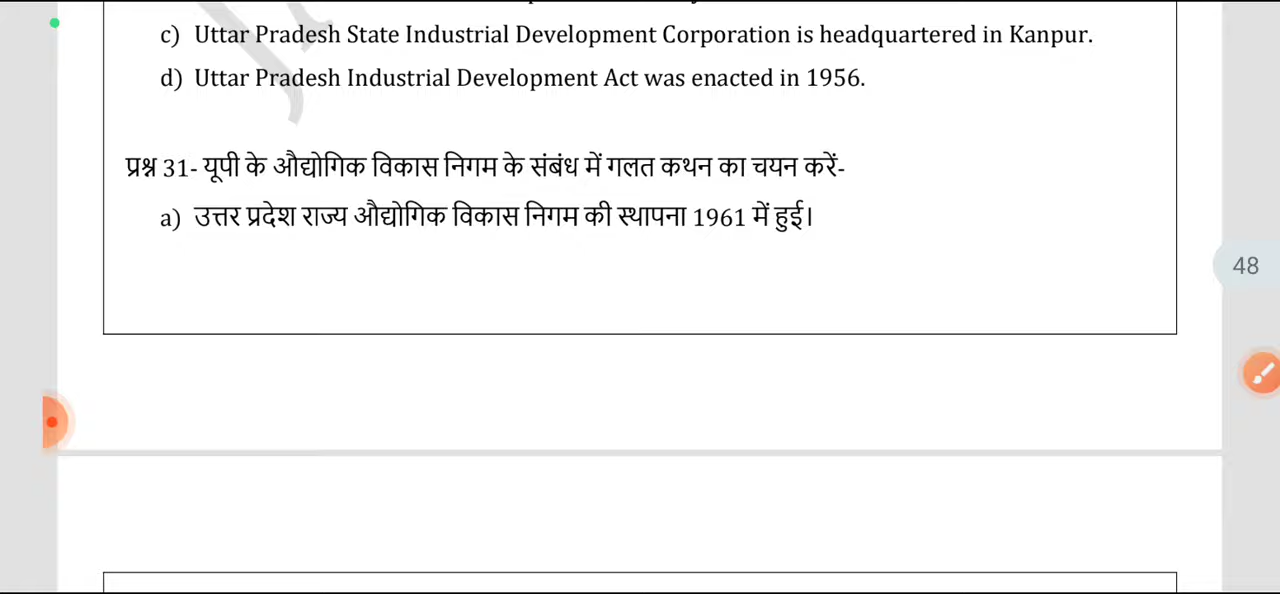 c) Uttar Pradesh State Industrial Development Corporation is headquartered in Kanpur.
d) Uttar Pradesh Industrial Development Act was enacted in 1956.
प्रश्न 31- यूपी के औद्योगिक विकास निगम के संबंध में गलत कथन का चयन करें-
a) उत्तर प्रदेश राज्य औद्योगिक विकास निगम की स्थापना 1961 में हुई।
48